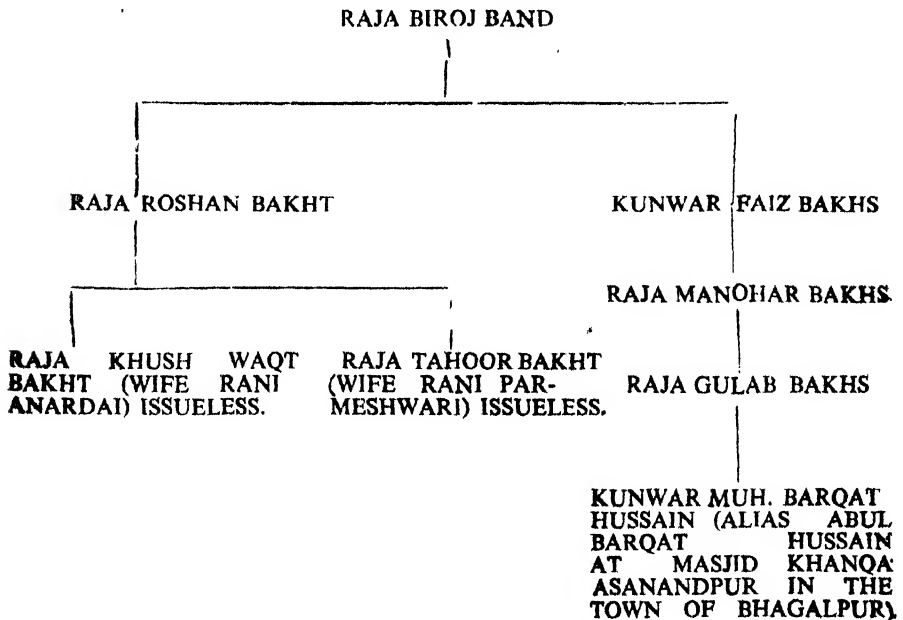 RAJA BIROJ BAND
RAJA ROSHAN BAKHT
KUNWAR FAIZ BAKHS
RAJA MANOHAR BAKHS.
RAJA KHUSH WAQT
BAKHT (WIFE RANI
ANARDAI) ISSUELESS.
RAJA TAHOOR BAKHT
(WIFE RANI PAR-
MESHWARI) ISSUELESS.
RAJA GULAB BAKHS
KUNWAR MUH. BARQAT
HUSSAIN (ALIAS ABUL
BARQAT HUSSAIN
AT MASJID KHANQA
ASANANDPUR IN THE
TOWN OF BHAGALPUR).